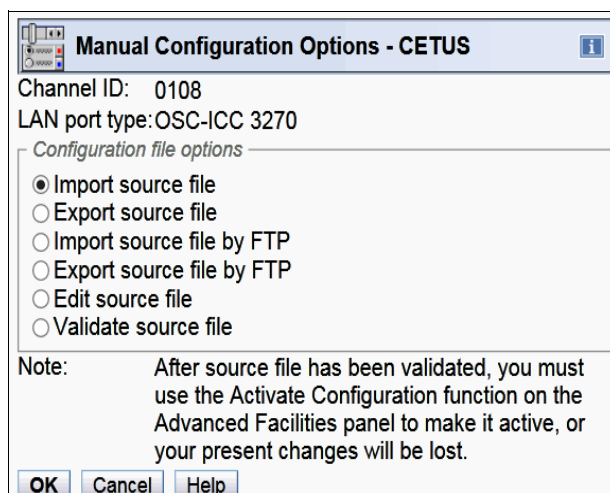 Manual Configuration Options - CETUS
i
Channel ID: 0108
LAN port type:OSC-ICC 3270
Configuration file options
Import source file
Export source file
Import source file by FTP
Export source file by FTP
Edit source file
Validate source file
Note: After source file has been validated, you must
use the Activate Configuration function on the
Advanced Facilities panel to make it active, or
your present changes will be lost.
OK Cancel Help